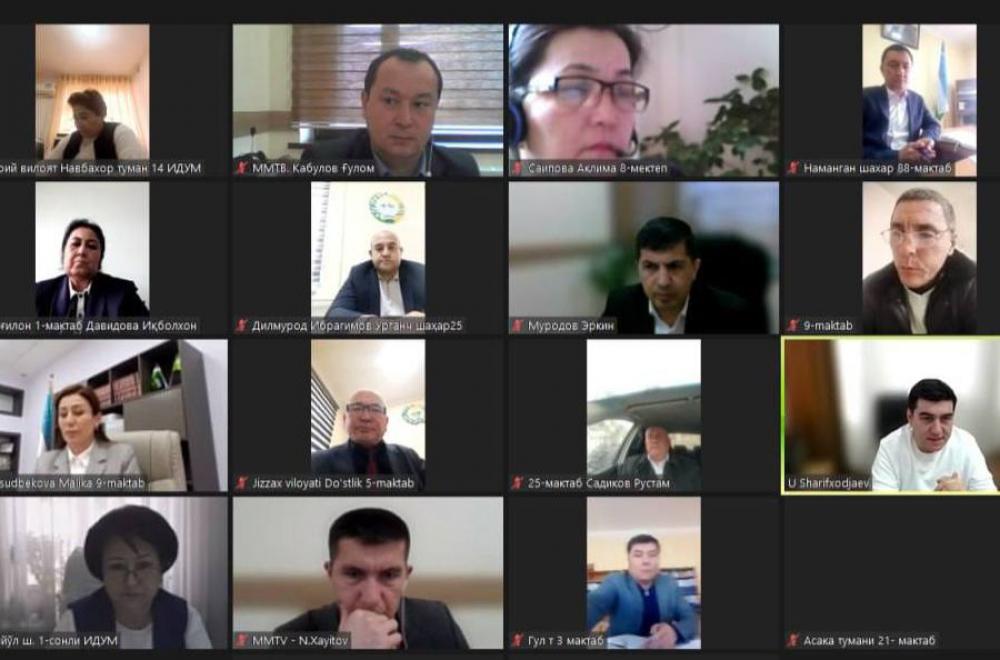 рий вилоят Навбахор туман 14 ИДУМ
ММТВ. Кабулов Ғулом
Саипова Аклима 8-мектеп
Наманган шахар 88-мактаб
ғилон 1-мактаб Давидова Иқболхон
Дилмурод Ибрагимов Урганч шаҳар25
Муродов Эркин
9-maktab
sudbekova Malika 9-maktab
Jizzax viloyati Do'stlik 5-maktab
25-мактаб Садиков Рустам
U Sharifxodjaev
йўл ш. 1-сонли ИДУМ
MMTV - N.Xayitov
Гул т 3 мактаб
Асака тумани 21- мактаб